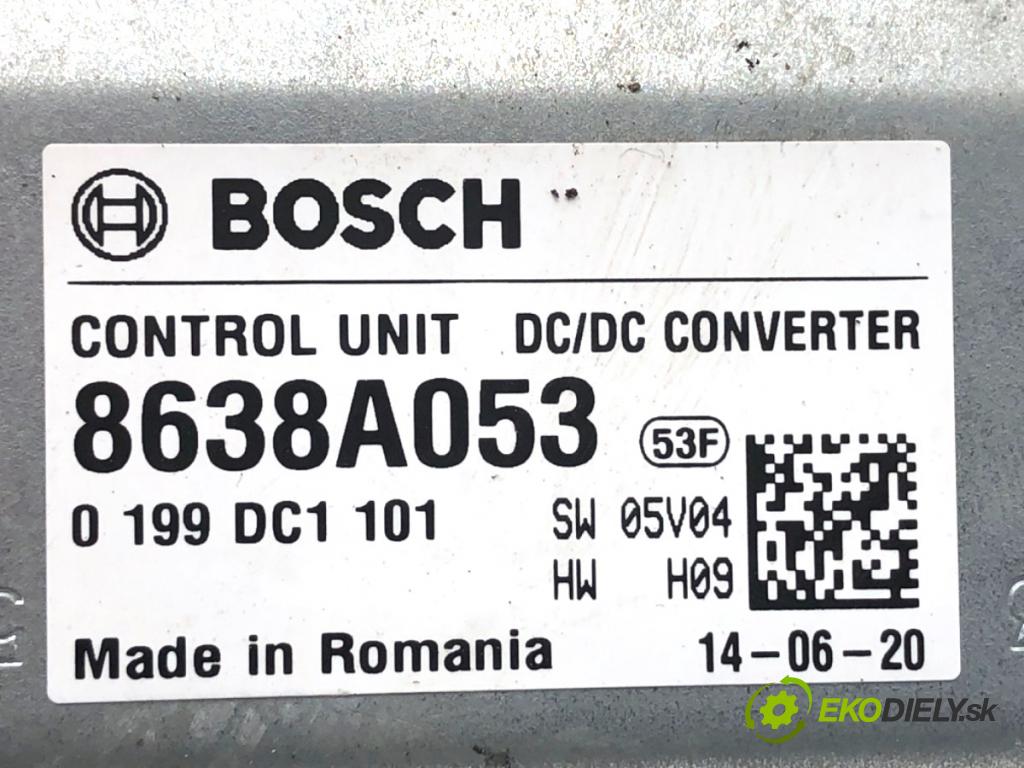 BOSCH
CONTROL UNIT DC/DC CONVERTER
8638A053 53F
0 199 DC1 101 SW 05V04
HW H09
Made in Romania 14-06-20
EKODIELY.sk